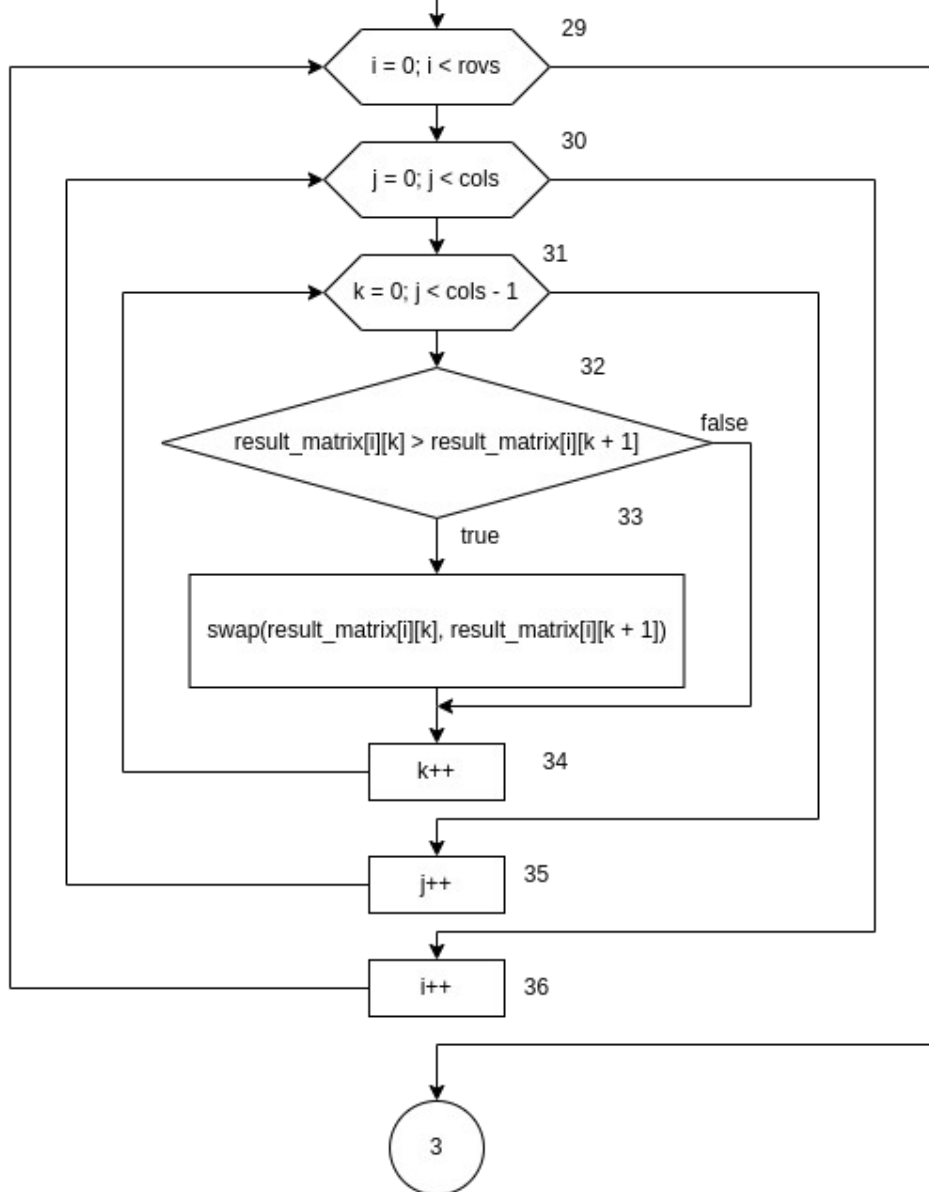 29
i = 0; i < rovs
30
j = 0; j < cols
31
k = 0; j < cols - 1
32
false
result_matrix[i][k] > result_matrix[i][k + 1]
33
true
swap(result_matrix[i][k], result_matrix[i][k + 1])
34
k++
35
j++
36
i++
3